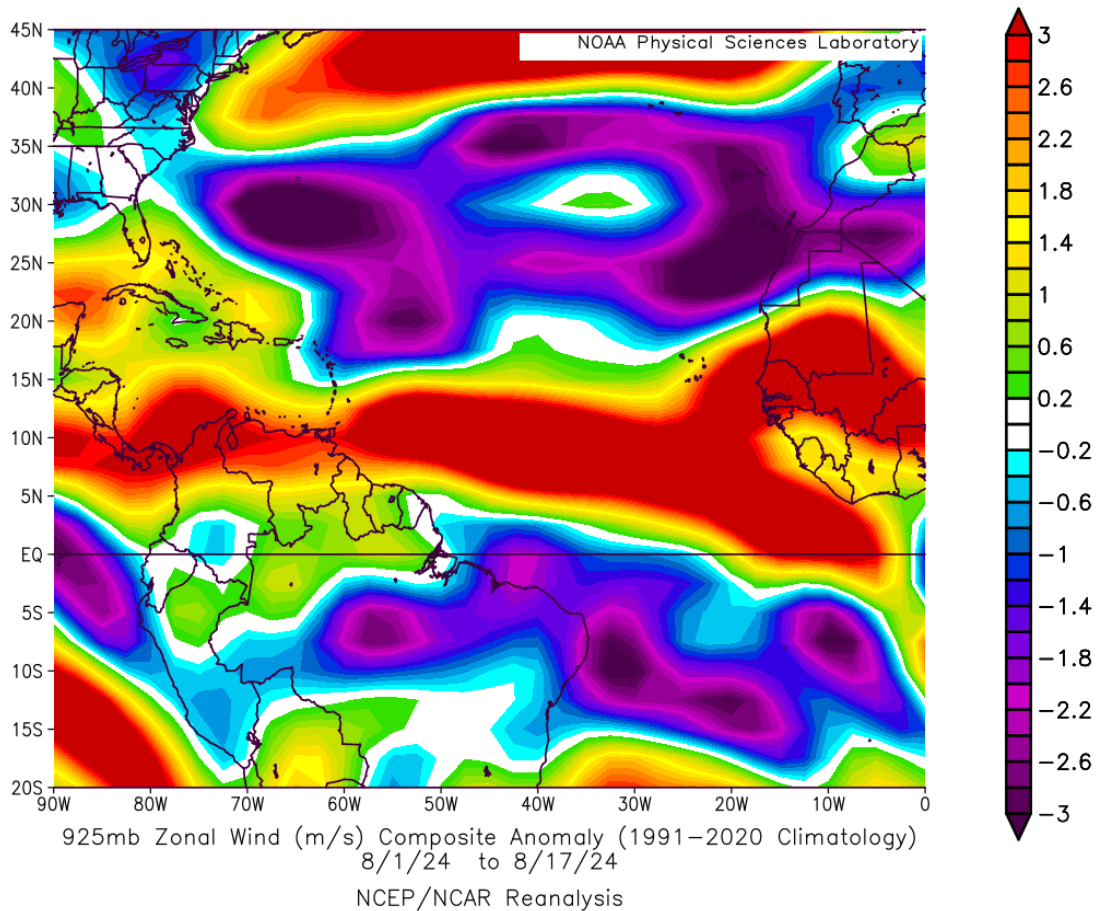 NOAA Physical Sciences Laboratory
45N
40N
35N
30N
25N
20N
15N
10N
5N
EQ
5S
10S
15S
20S
90W 80W 70W 60W 50W 40W 30W 20W 10W 0
3
2.6
2.2
1.8
1.4
1
0.6
0.2
−0.2
−0.6
−1
−1.4
−1.8
−2.2
−2.6
−3
925mb Zonal Wind (m/s) Composite Anomaly (1991−2020 Climatology)
8/1/24 to 8/17/24
NCEP/NCAR Reanalysis